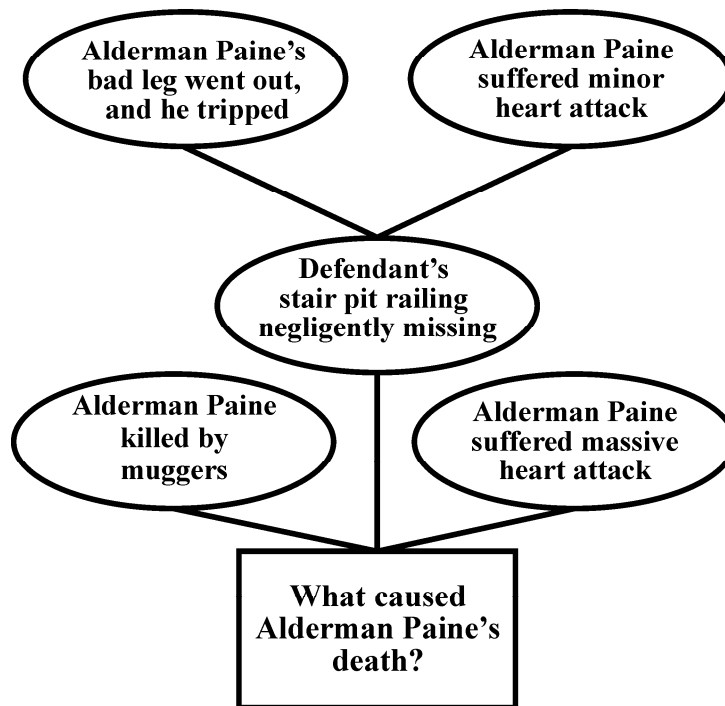 Alderman Paine's
bad leg went out,
and he tripped
Alderman Paine
suffered minor
heart attack
Defendant's
stair pit railing
negligently missing
Alderman Paine
killed by
muggers
Alderman Paine
suffered massive
heart attack
What caused
Alderman Paine's
death?